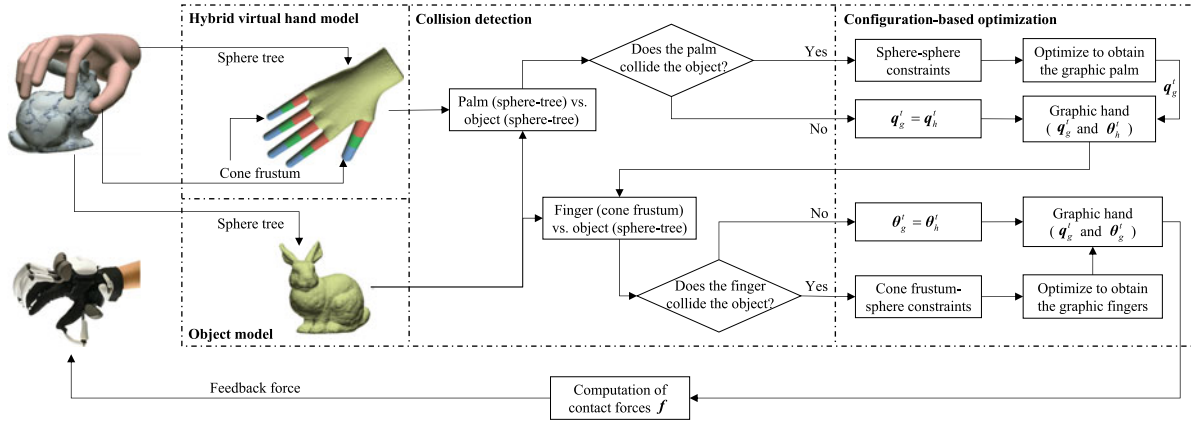 Hybrid virtual hand model
Sphere tree
Cone frustum
Sphere tree
Object model
Collision detection
Palm (sphere-tree) vs.
object (sphere-tree)
Does the palm
collide the object?
Yes
No
Finger (cone frustum)
vs. object (sphere-tree)
Does the finger
collide the object?
No
Yes
Configuration-based optimization
Sphere-sphere
constraints
Optimize to obtain
the graphic palm
q_g^t
q_g^t = q_h^t
Graphic hand
( q_g^t and θ_h^t )
θ_g^t = θ_h^t
Graphic hand
( q_g^t and θ_g^t )
Cone frustum-
sphere constraints
Optimize to obtain
the graphic fingers
Feedback force
Computation of
contact forces f